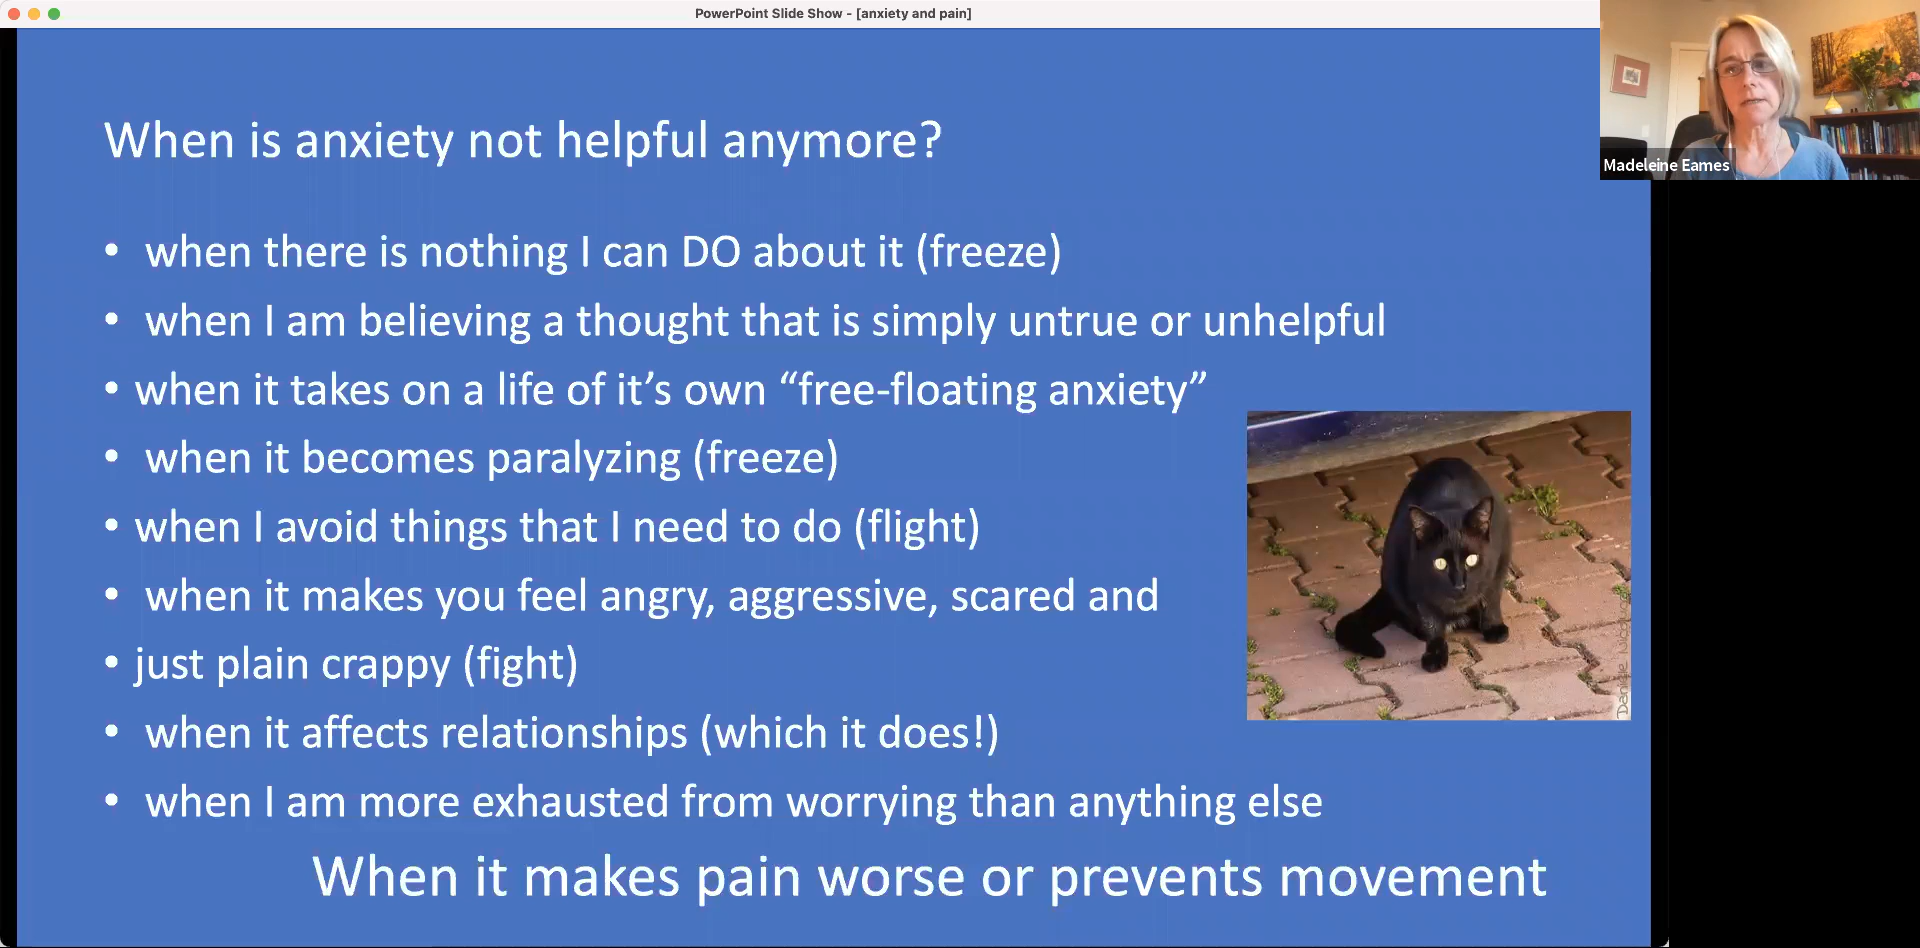 PowerPoint Slide Show - [anxiety and pain]
Madeleine Eames
When is anxiety not helpful anymore?
• when there is nothing I can DO about it (freeze)
• when I am believing a thought that is simply untrue or unhelpful
• when it takes on a life of it’s own “free-floating anxiety”
• when it becomes paralyzing (freeze)
• when I avoid things that I need to do (flight)
• when it makes you feel angry, aggressive, scared and
• just plain crappy (fight)
• when it affects relationships (which it does!)
• when I am more exhausted from worrying than anything else
When it makes pain worse or prevents movement